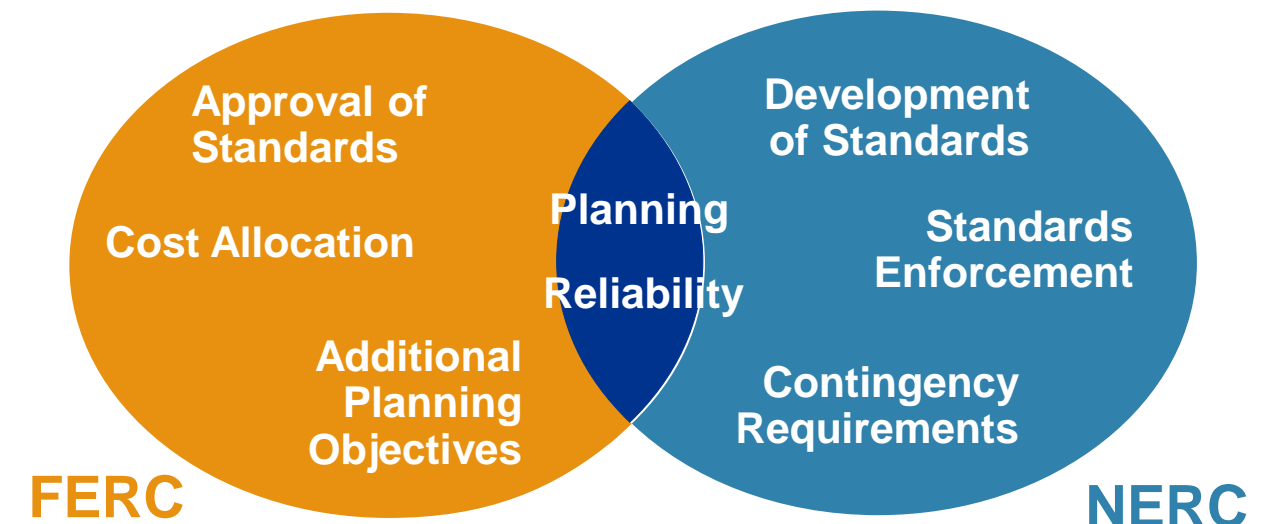 Approval of
Standards
Cost Allocation
Additional
Planning
Objectives
FERC
Planning
Reliability
Development
of Standards
Standards
Enforcement
Contingency
Requirements
NERC